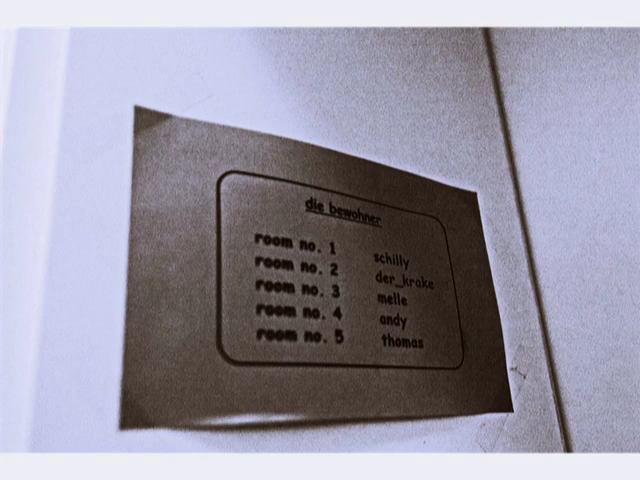 die bewohner
room no. 1 schilly
room no. 2 der_krake
room no. 3 melle
room no. 4 andy
room no. 5 thomas